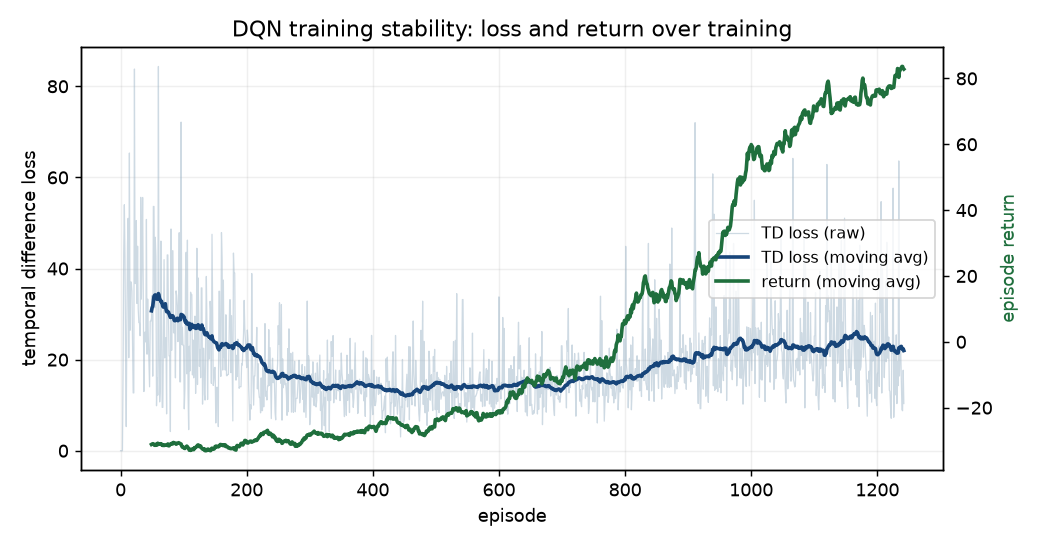 DQN training stability: loss and return over training
temporal difference loss
80
60
40
20
0
TD loss (raw)
TD loss (moving avg)
return (moving avg)
80
60
40
20
0
−20
episode return
0 200 400 600 800 1000 1200
episode